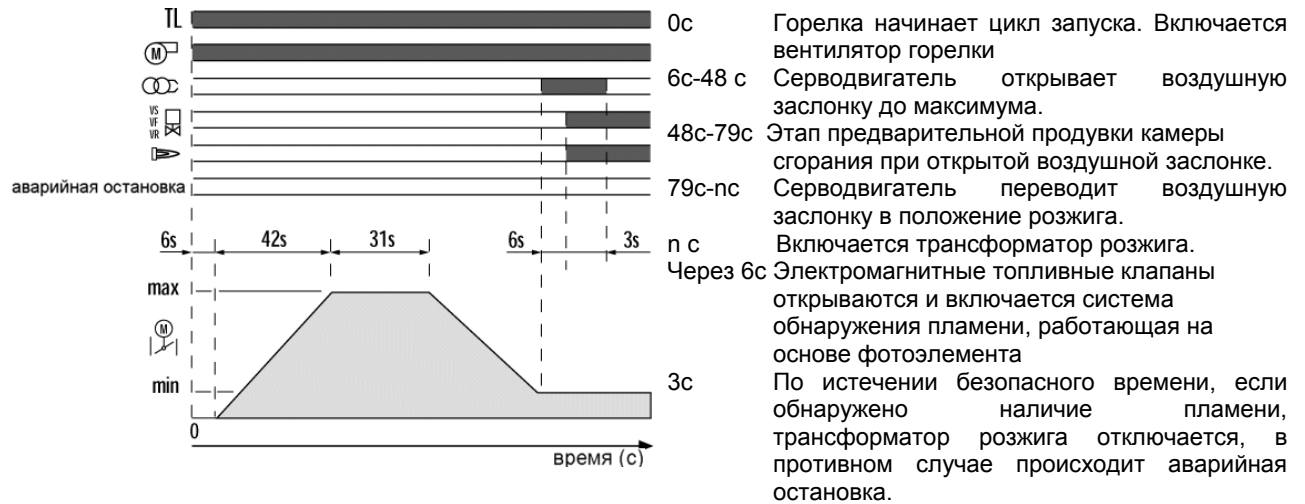 TL
M
VS
VF
VR
аварийная остановка
6s 42s 31s 6s 3s
max
M
min
0
время (с)
0с Горелка начинает цикл запуска. Включается
вентилятор горелки
6с-48 с Серводвигатель открывает воздушную
заслонку до максимума.
48с-79с Этап предварительной продувки камеры
сгорания при открытой воздушной заслонке.
79с-nс Серводвигатель переводит воздушную
заслонку в положение розжига.
n с Включается трансформатор розжига.
Через 6с Электромагнитные топливные клапаны
открываются и включается система
обнаружения пламени, работающая на
основе фотоэлемента
3с По истечении безопасного времени, если
обнаружено наличие пламени,
трансформатор розжига отключается, в
противном случае происходит аварийная
остановка.